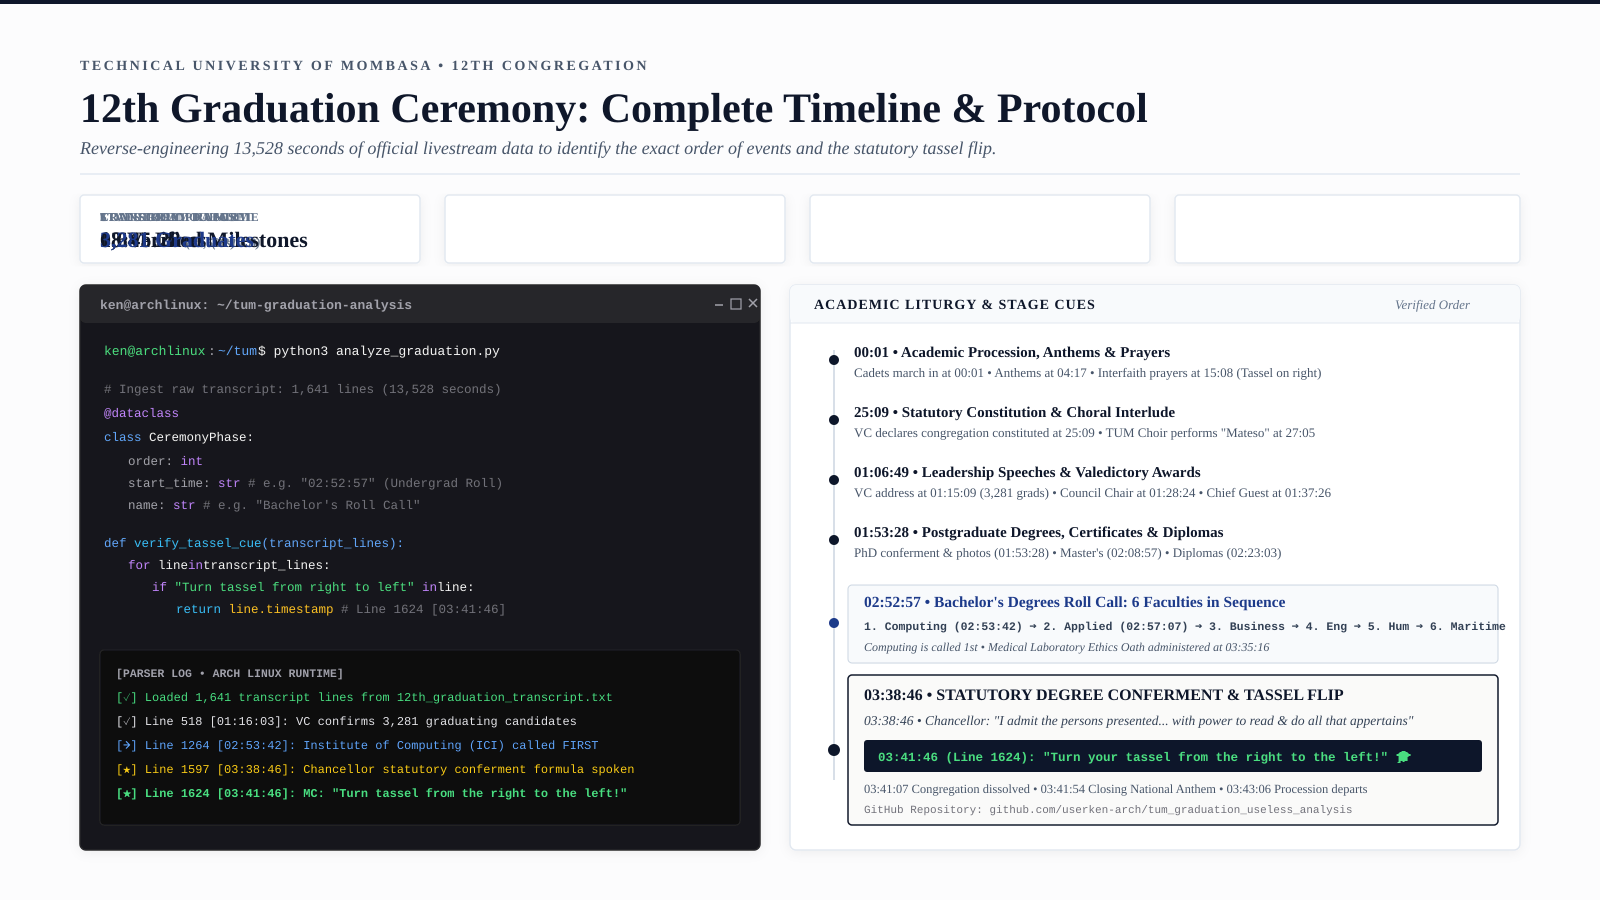 TECHNICAL UNIVERSITY OF MOMBASA • 12TH CONGREGATION
12th Graduation Ceremony: Complete Timeline & Protocol
Reverse-engineering 13,528 seconds of official livestream data to identify the exact order of events and the statutory tassel flip.
Milestones
ken@archlinux: ~/tum-graduation-analysis
ken@archlinux:~/tum$ python3 analyze_graduation.py
# Ingest raw transcript: 1,641 lines (13,528 seconds)
@dataclass
class CeremonyPhase:
order: int
start_time: str # e.g. "02:52:57" (Undergrad Roll)
name: str # e.g. "Bachelor's Roll Call"
def verify_tassel_cue(transcript_lines):
for lineintranscript_lines:
if "Turn tassel from right to left" inline:
return line.timestamp # Line 1624 [03:41:46]
[PARSER LOG • ARCH LINUX RUNTIME]
[✓] Loaded 1,641 transcript lines from 12th_graduation_transcript.txt
[✓] Line 518 [01:16:03]: VC confirms 3,281 graduating candidates
[➔] Line 1264 [02:53:42]: Institute of Computing (ICI) called FIRST
[★] Line 1597 [03:38:46]: Chancellor statutory conferment formula spoken
[★] Line 1624 [03:41:46]: MC: "Turn tassel from the right to the left!"
ACADEMIC LITURGY & STAGE CUES
Verified Order
00:01 • Academic Procession, Anthems & Prayers
Cadets march in at 00:01 • Anthems at 04:17 • Interfaith prayers at 15:08 (Tassel on right)
25:09 • Statutory Constitution & Choral Interlude
VC declares congregation constituted at 25:09 • TUM Choir performs "Mateso" at 27:05
01:06:49 • Leadership Speeches & Valedictory Awards
VC address at 01:15:09 (3,281 grads) • Council Chair at 01:28:24 • Chief Guest at 01:37:26
01:53:28 • Postgraduate Degrees, Certificates & Diplomas
PhD conferment & photos (01:53:28) • Master's (02:08:57) • Diplomas (02:23:03)
02:52:57 • Bachelor's Degrees Roll Call: 6 Faculties in Sequence
1. Computing (02:53:42) ➔ 2. Applied (02:57:07) ➔ 3. Business ➔ 4. Eng ➔ 5. Hum ➔ 6. Maritime
Computing is called 1st • Medical Laboratory Ethics Oath administered at 03:35:16
03:38:46 • STATUTORY DEGREE CONFERMENT & TASSEL FLIP
03:38:46 • Chancellor: "I admit the persons presented... with power to read & do all that appertains"
03:41:46 (Line 1624): "Turn your tassel from the right to the left!" 🎓
03:41:07 Congregation dissolved • 03:41:54 Closing National Anthem • 03:43:06 Procession departs
GitHub Repository: github.com/userken-arch/tum_graduation_useless_analysis